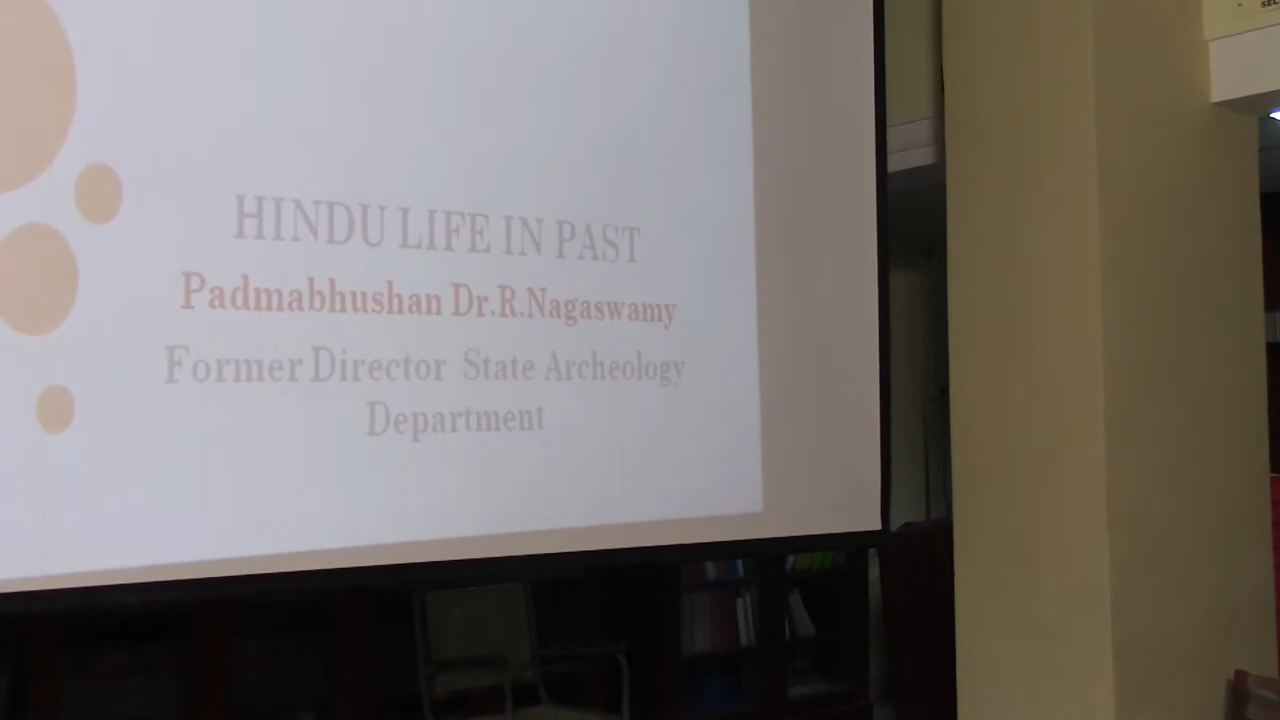 HINDU LIFE IN PAST
Padmabhushan Dr.R.Nagaswamy
Former Director State Archeology
Department